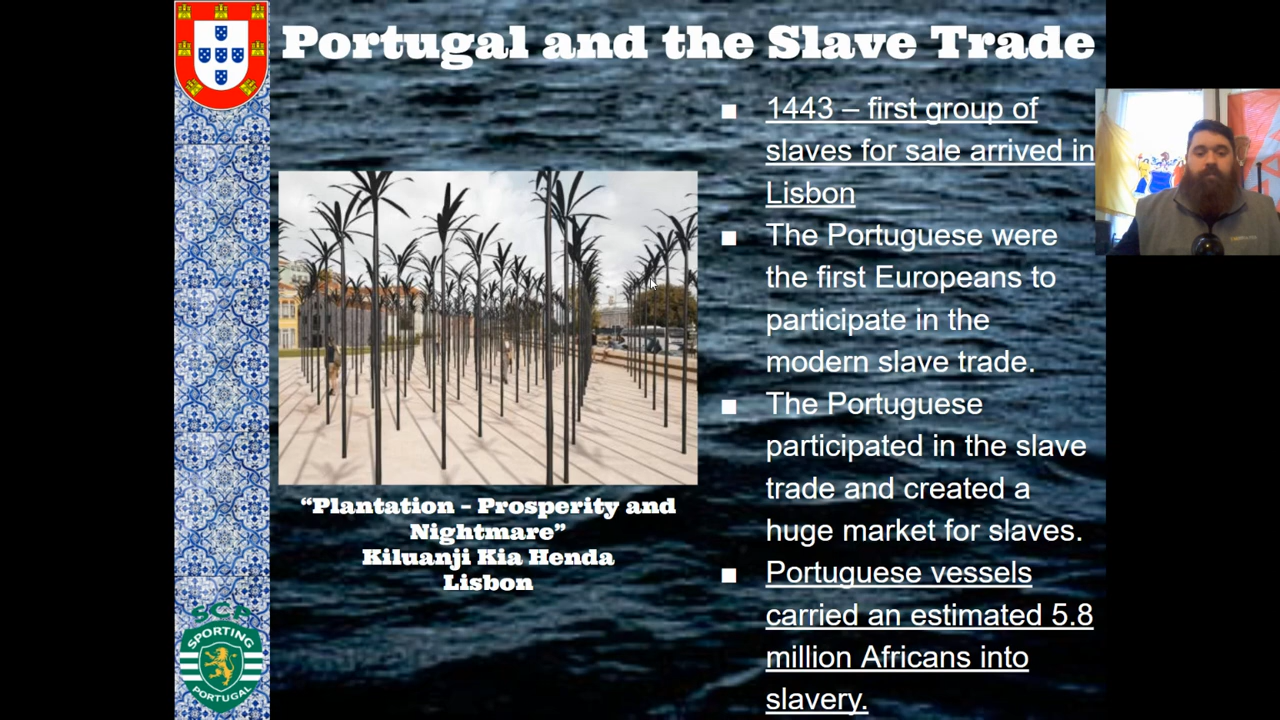 Portugal and the Slave Trade
■ 1443 – first group of
slaves for sale arrived in
Lisbon
■ The Portuguese were
the first Europeans to
participate in the
modern slave trade.
■ The Portuguese
participated in the slave
trade and created a
huge market for slaves.
■ Portuguese vessels
carried an estimated 5.8
million Africans into
slavery.
“Plantation – Prosperity and
Nightmare”
Kiluanji Kia Henda
Lisbon
SCP
SPORTING
PORTUGAL